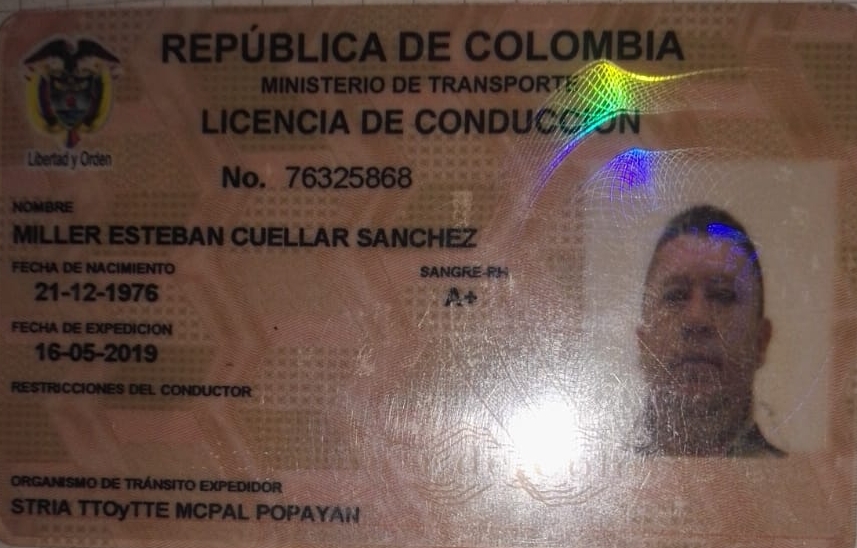 REPÚBLICA DE COLOMBIA
MINISTERIO DE TRANSPORTE
LICENCIA DE CONDUCCIÓN
Libertad y Orden
No. 76325868
NOMBRE
MILLER ESTEBAN CUELLAR SANCHEZ
FECHA DE NACIMIENTO
21-12-1976
SANGRE-RH
A+
FECHA DE EXPEDICION
16-05-2019
RESTRICCIONES DEL CONDUCTOR
ORGANISMO DE TRÁNSITO EXPEDIDOR
STRIA TTOyTTE MCPAL POPAYAN